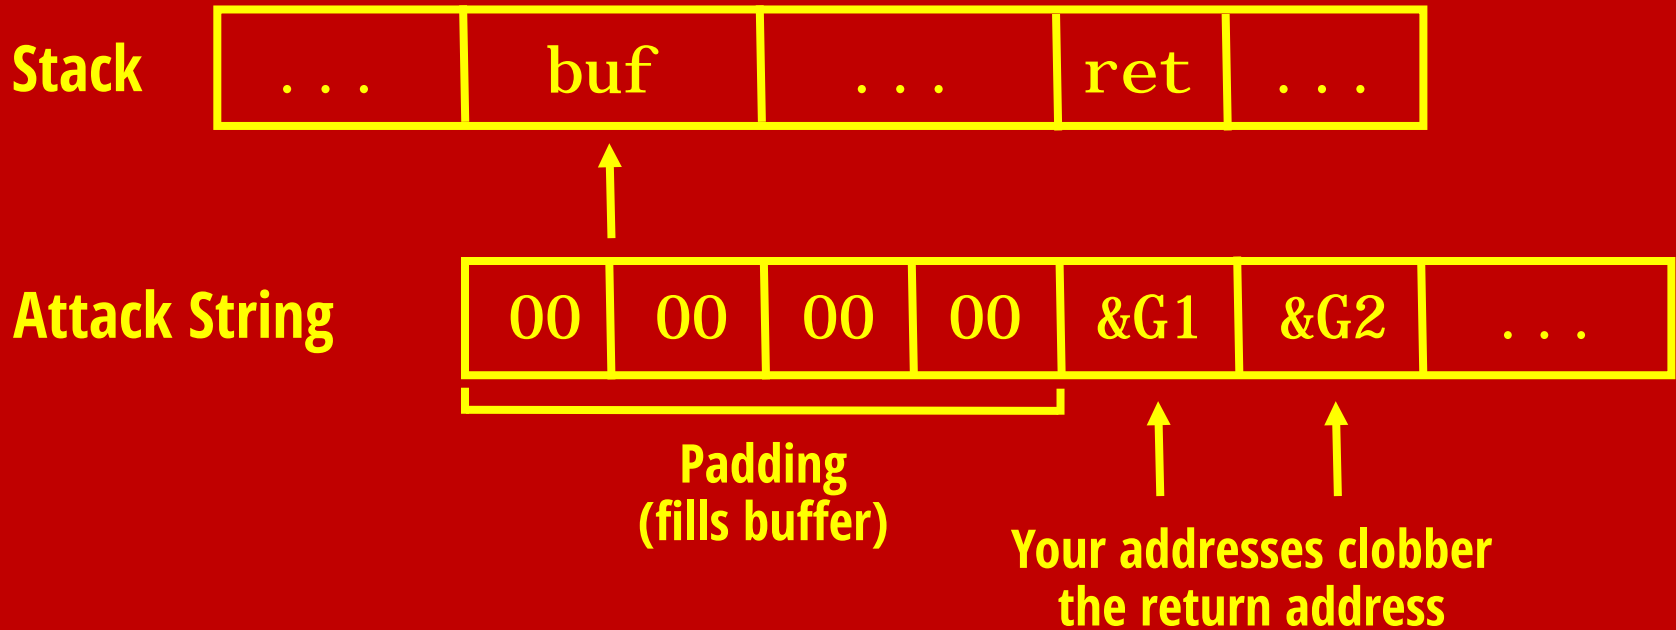 Stack ... buf ... ret ...
Attack String 00 00 00 00 &G1 &G2 ...
Padding
(fills buffer)
Your addresses clobber
the return address